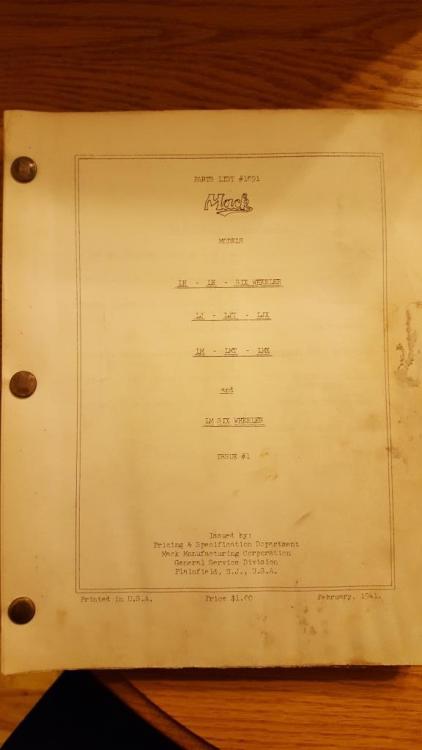 PARTS LIST #1691
Mack
MODELS
LH - LH - SIX WHEELER
LJ - LJT - LJX
LM - LMT - LMX
and
LM SIX WHEELER
ISSUE #1
Issued by:
Pricing & Specification Department
Mack Manufacturing Corporation
General Service Division
Plainfield, N.J., U.S.A.
Printed in U.S.A. Price $1.00 February, 1941.